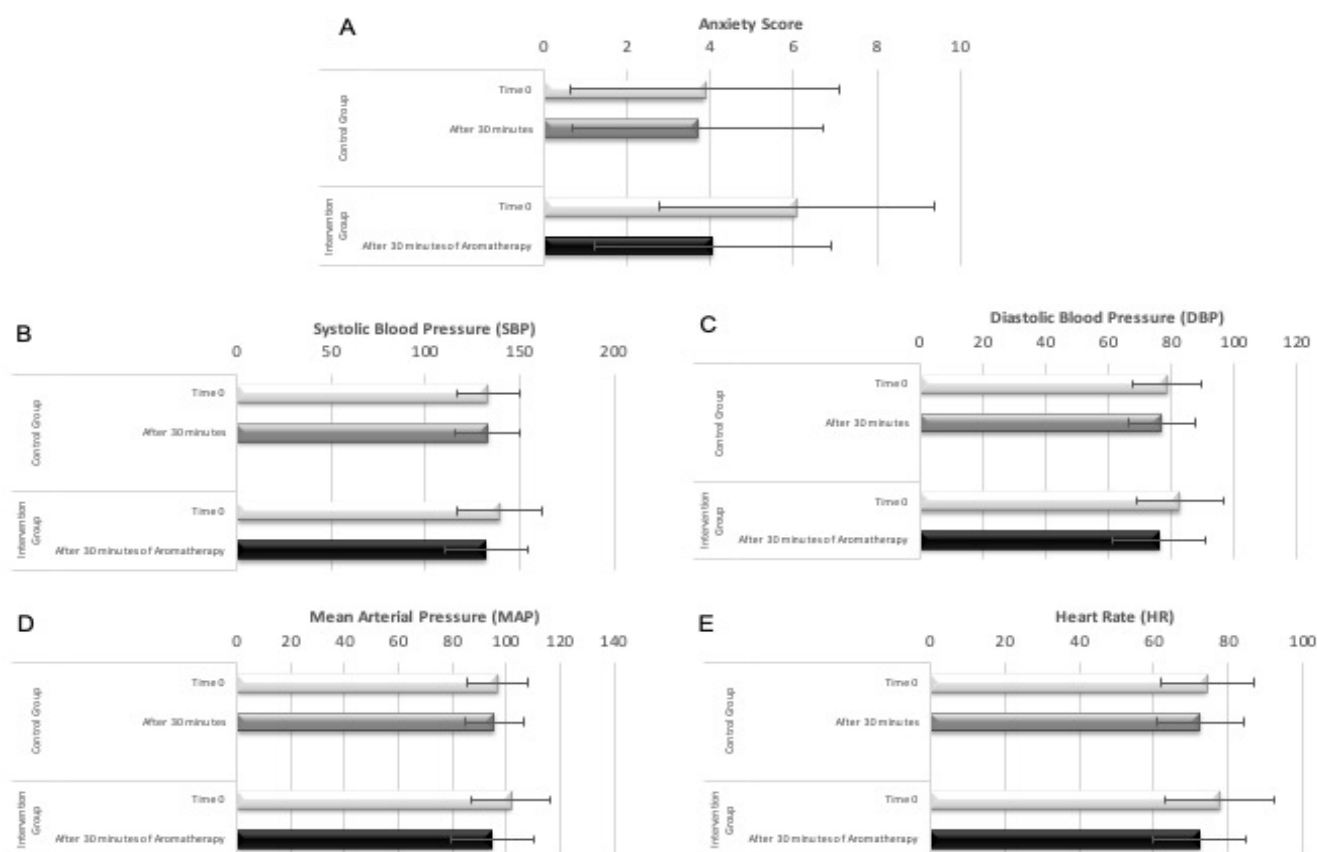 A
Anxiety Score
0 2 4 6 8 10
Control Group
Time 0
After 30 minutes
Intervention Group
Time 0
After 30 minutes of Aromatherapy
B
Systolic Blood Pressure (SBP)
0 50 100 150 200
Control Group
Time 0
After 30 minutes
Intervention Group
Time 0
After 30 minutes of Aromatherapy
C
Diastolic Blood Pressure (DBP)
0 20 40 60 80 100 120
Control Group
Time 0
After 30 minutes
Intervention Group
Time 0
After 30 minutes of Aromatherapy
D
Mean Arterial Pressure (MAP)
0 20 40 60 80 100 116 140
Control Group
Time 0
After 30 minutes
Intervention Group
Time 0
After 30 minutes of Aromatherapy
E
Heart Rate (HR)
0 20 40 60 80 100
Control Group
Time 0
After 30 minutes
Intervention Group
Time 0
After 30 minutes of Aromatherapy